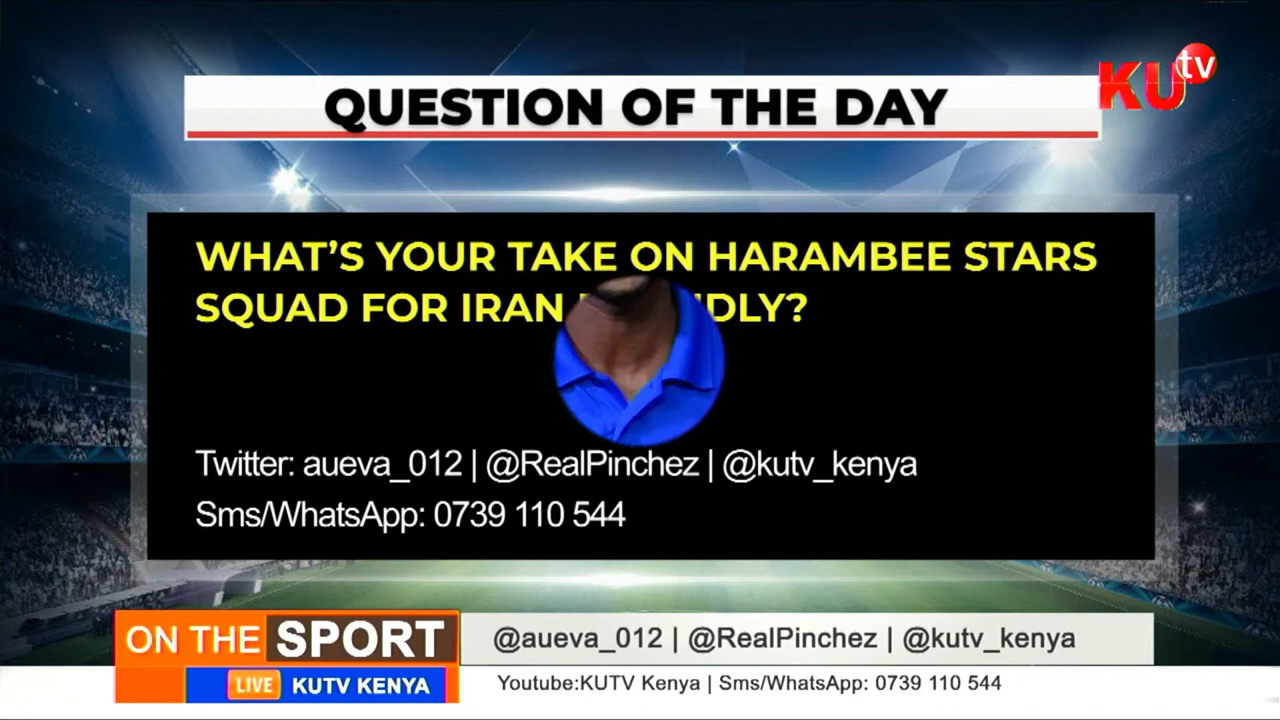 QUESTION OF THE DAY
KU tv
WHAT'S YOUR TAKE ON HARAMBEE STARS
SQUAD FOR IRAN DLY?
Twitter: aueva_012 | @RealPinchez | @kutv_kenya
Sms/WhatsApp: 0739 110 544
ON THE SPORT
@aueva_012 | @RealPinchez | @kutv_kenya
LIVE KUTV KENYA
Youtube:KUTV Kenya | Sms/WhatsApp: 0739 110 544